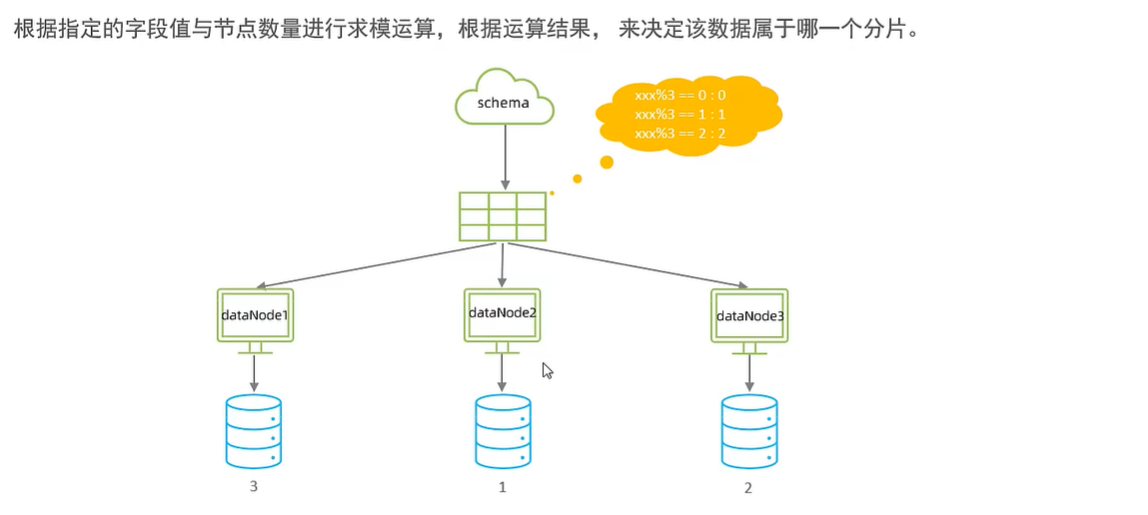 根据指定的字段值与节点数量进行求模运算，根据运算结果， 来决定该数据属于哪一个分片。
schema
xxx%3 == 0 : 0
xxx%3 == 1 : 1
xxx%3 == 2 : 2
dataNode1
dataNode2
dataNode3
3
1
2